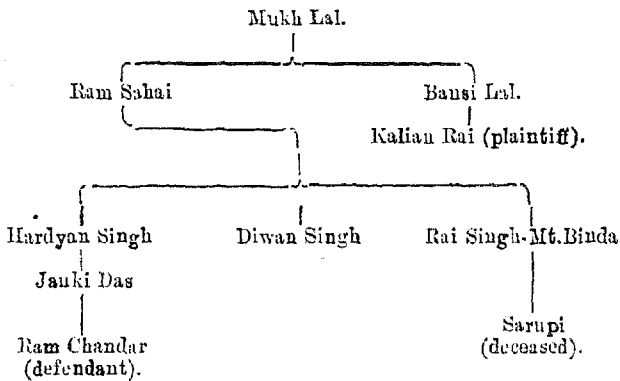 Mukh Lal.
Ram Sahai
Bansi Lal.
Kalian Rai (plaintiff).
Hardyan Singh
Diwan Singh
Rai Singh-Mt.Binda
Janki Das
Ram Chandar
(defendant).
Sarupi
(deceased).